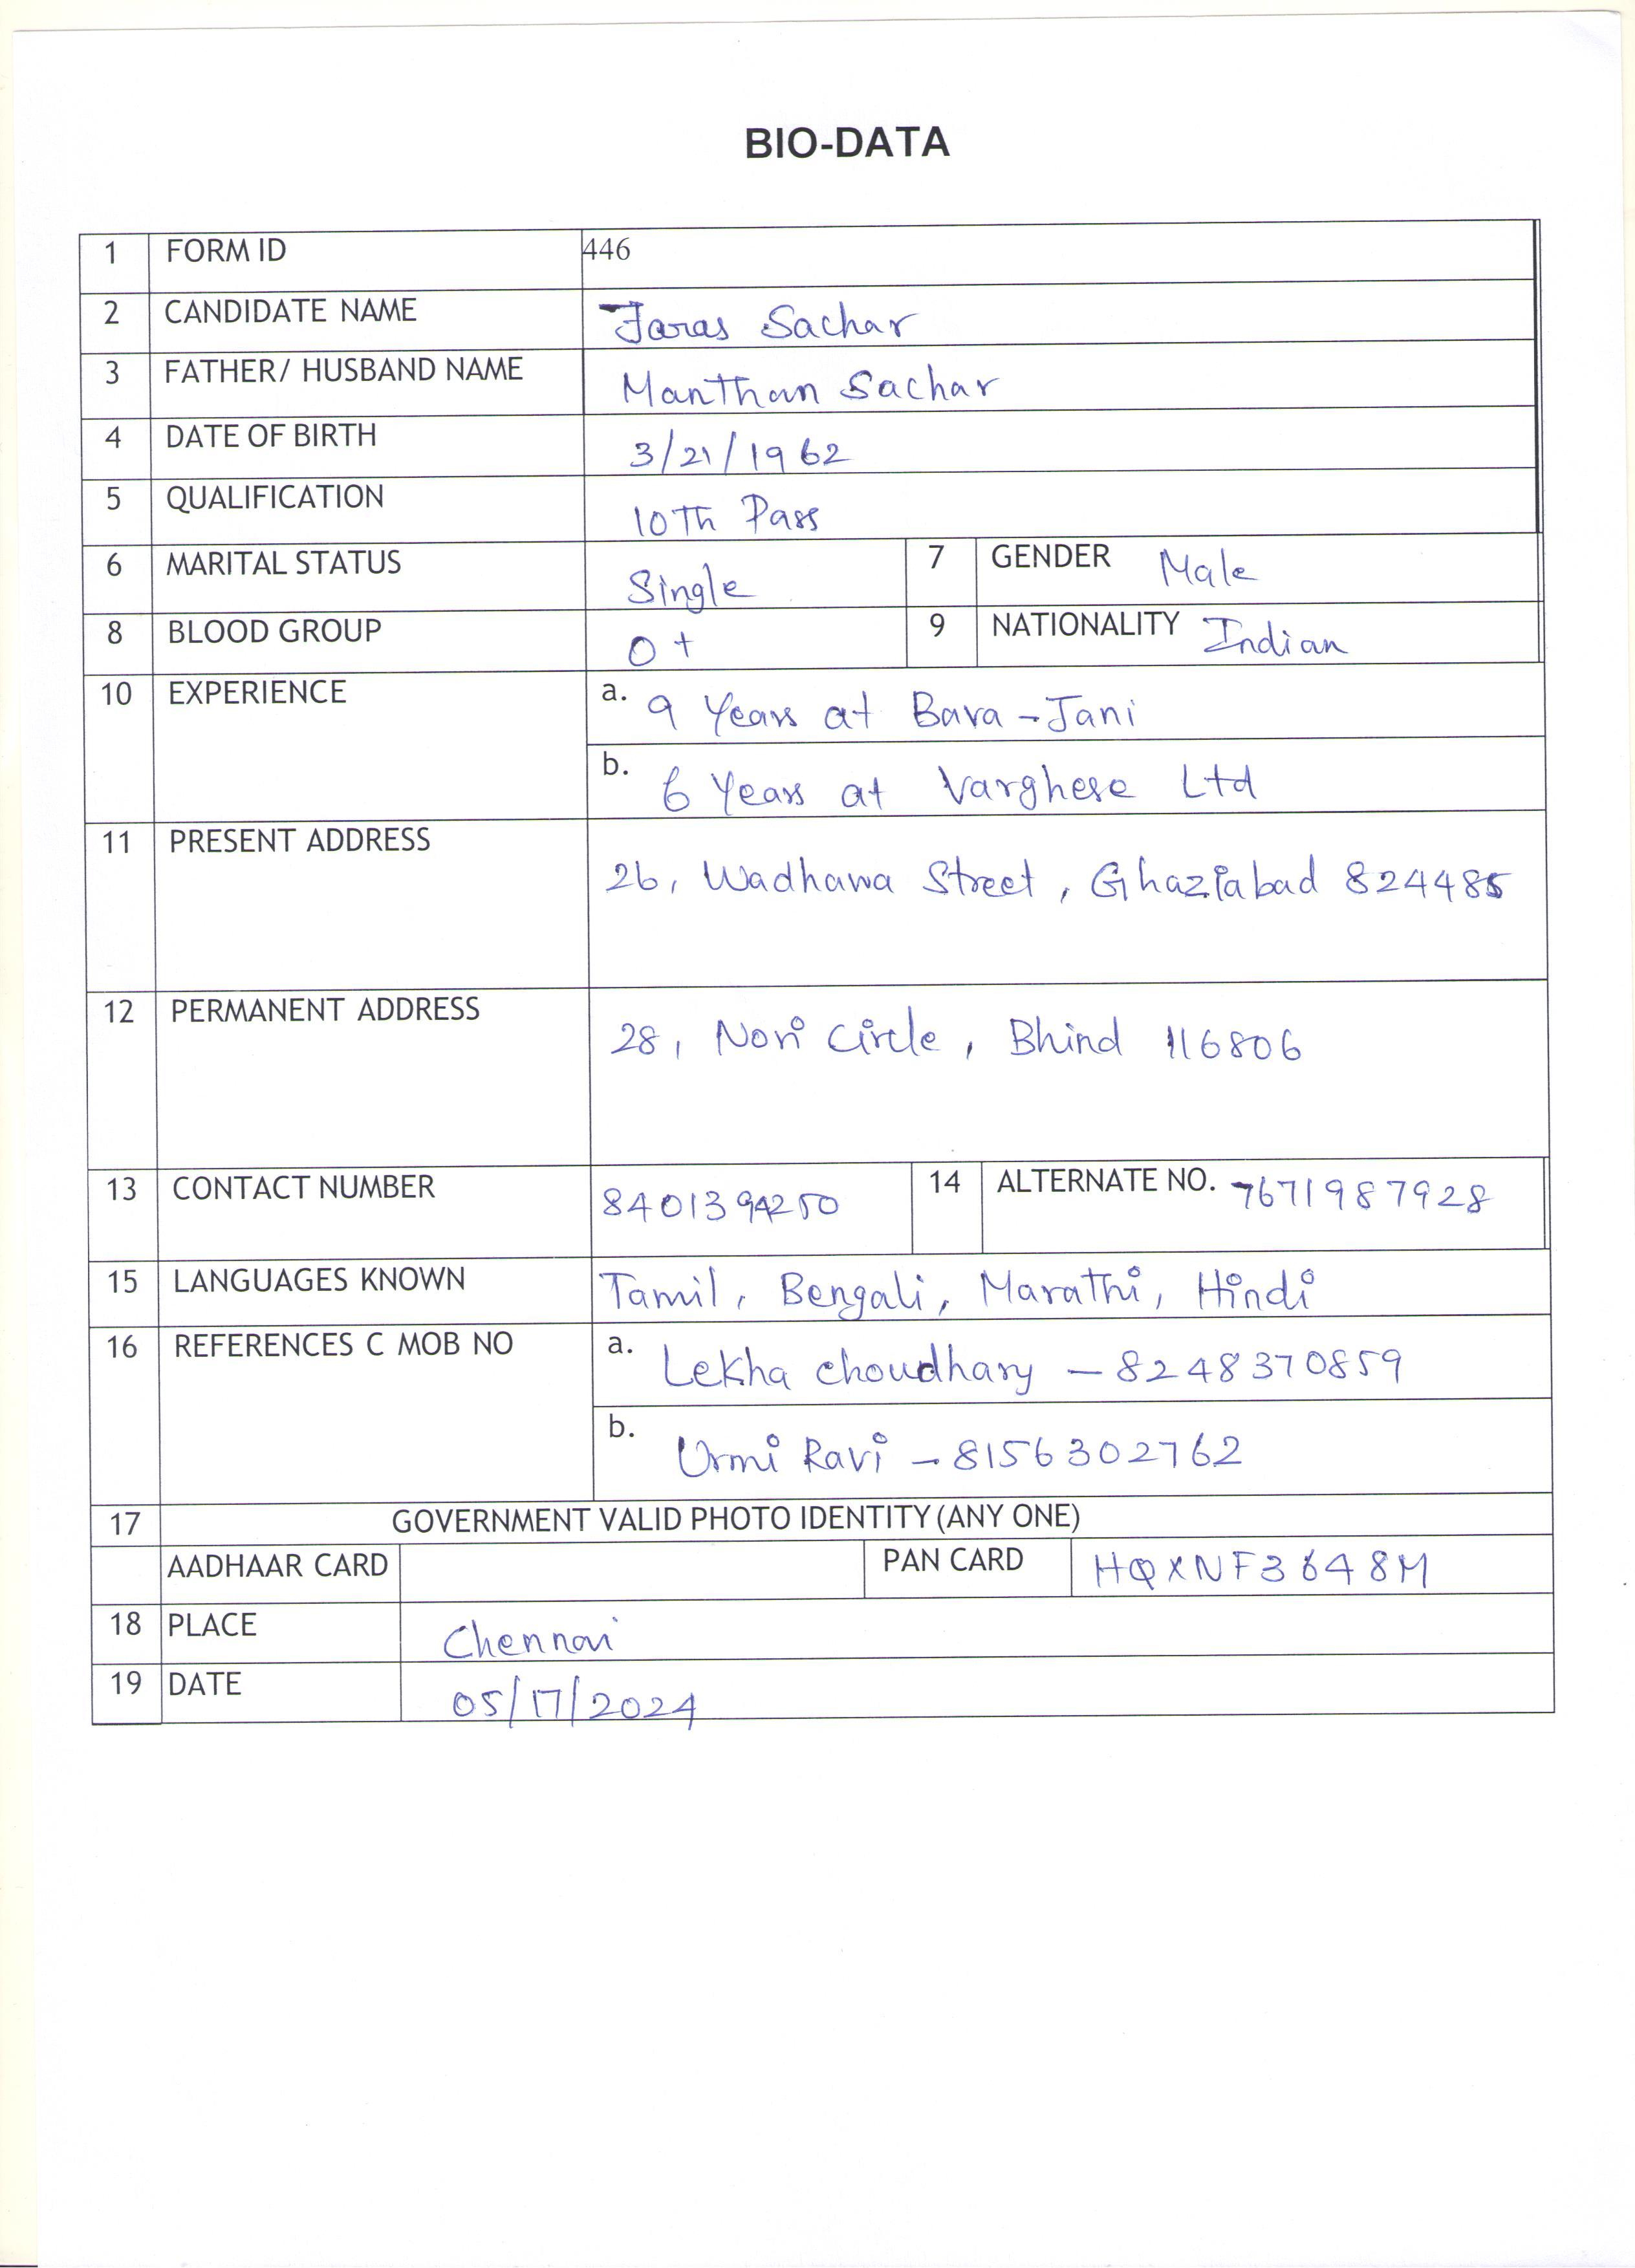 BIO-DATA
1 FORM ID 446
2 CANDIDATE NAME Jaras Sachar
3 FATHER/ HUSBAND NAME Manthan Sachar
4 DATE OF BIRTH 3/21/1962
5 QUALIFICATION 10Th Pass
6 MARITAL STATUS Single 7 GENDER Male
8 BLOOD GROUP O+ 9 NATIONALITY Indian
10 EXPERIENCE a. 9 Years at Bava-Jani
b. 6 Years at Varghese Ltd
11 PRESENT ADDRESS 26, Wadhawa Street, Ghaziabad 824485
12 PERMANENT ADDRESS 28, Nori Circle, Bhind 116806
13 CONTACT NUMBER 8401394250 14 ALTERNATE NO. 7671987928
15 LANGUAGES KNOWN Tamil, Bengali, Marathi, Hindi
16 REFERENCES C MOB NO a. Lekha choudhary - 8248370859
b. Urmi Ravi - 8156302762
17 GOVERNMENT VALID PHOTO IDENTITY (ANY ONE)
AADHAAR CARD PAN CARD HQXNF3648M
18 PLACE Chennai
19 DATE 05/17/2024